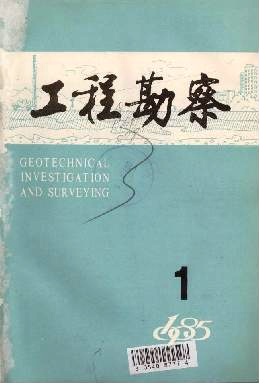 工程勘察
GEOTECHNICAL
INVESTIGATION
AND SURVEYING
1
1985